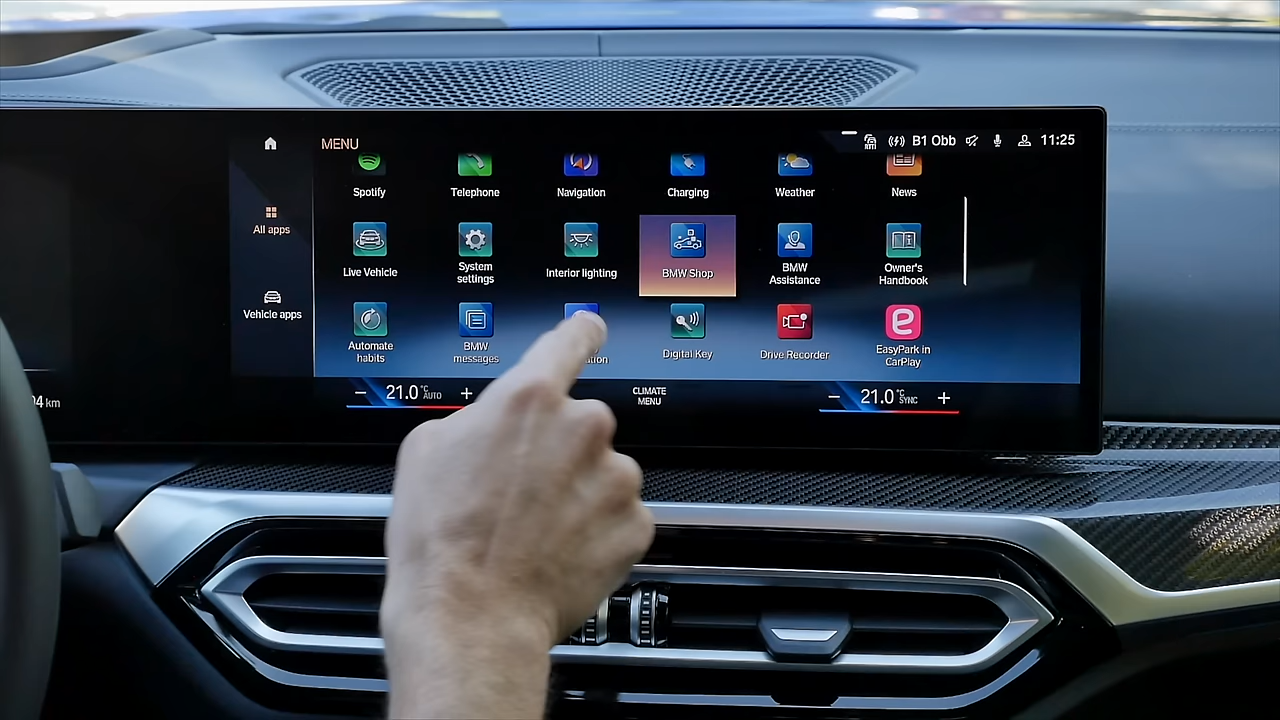 MENU
B1 Obb
11:25
Spotify
Telephone
Navigation
Charging
Weather
News
All apps
Live Vehicle
System
settings
Interior lighting
BMW Shop
BMW
Assistance
Owner's
Handbook
Vehicle apps
Automate
habits
BMW
messages
Digital Key
Drive Recorder
EasyPark in
CarPlay
− 21.0 °C AUTO +
CLIMATE
MENU
− 21.0 °C SYNC +
km